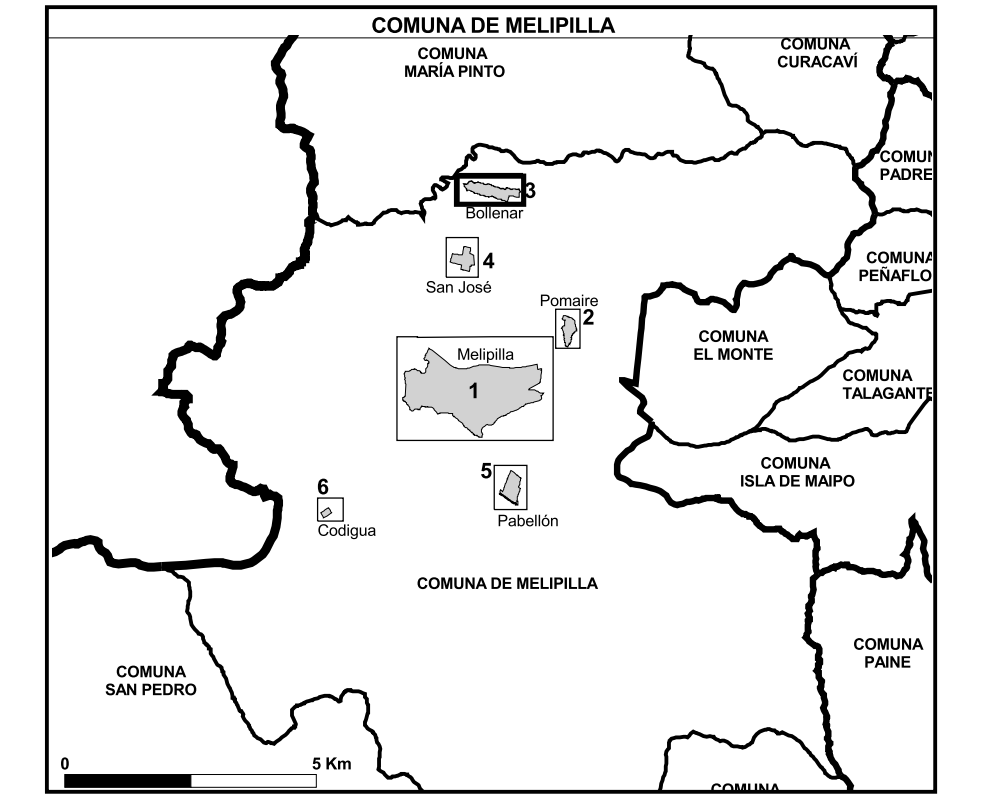 COMUNA DE MELIPILLA
COMUNA
MARÍA PINTO
COMUNA
CURACAVÍ
COMUN
PADRE
3
Bollenar
4
San José
COMUNA
PEÑAFLO
Pomaire
2
COMUNA
EL MONTE
Melipilla
1
COMUNA
TALAGANTE
COMUNA
ISLA DE MAIPO
5
Pabellón
6
Codigua
COMUNA DE MELIPILLA
COMUNA
PAINE
COMUNA
SAN PEDRO
0
5 Km
COMUNA